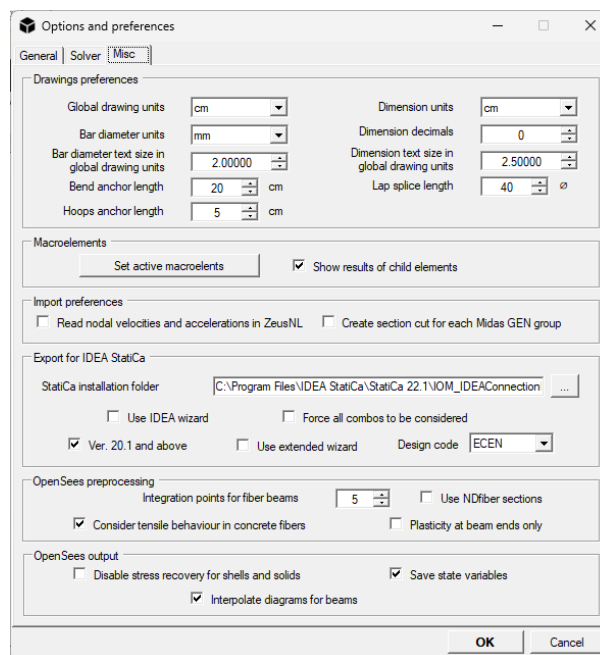 Options and preferences
General Solver Misc
Drawings preferences
Global drawing units cm Dimension units cm
Bar diameter units mm Dimension decimals 0
Bar diameter text size in global drawing units 2.00000 Dimension text size in global drawing units 2.50000
Bend anchor length 20 cm Lap splice length 40 ø
Hoops anchor length 5 cm
Macroelements
Set active macroelents Show results of child elements
Import preferences
Read nodal velocities and accelerations in ZeusNL Create section cut for each Midas GEN group
Export for IDEA StatiCa
StatiCa installation folder C:\Program Files\IDEA StatiCa\StatiCa 22.1\IOM_IDEAConnection ...
Use IDEA wizard Force all combos to be considered
Ver. 20.1 and above Use extended wizard Design code ECEN
OpenSees preprocessing
Integration points for fiber beams 5 Use NDfiber sections
Consider tensile behaviour in concrete fibers Plasticity at beam ends only
OpenSees output
Disable stress recovery for shells and solids Save state variables
Interpolate diagrams for beams
OK Cancel